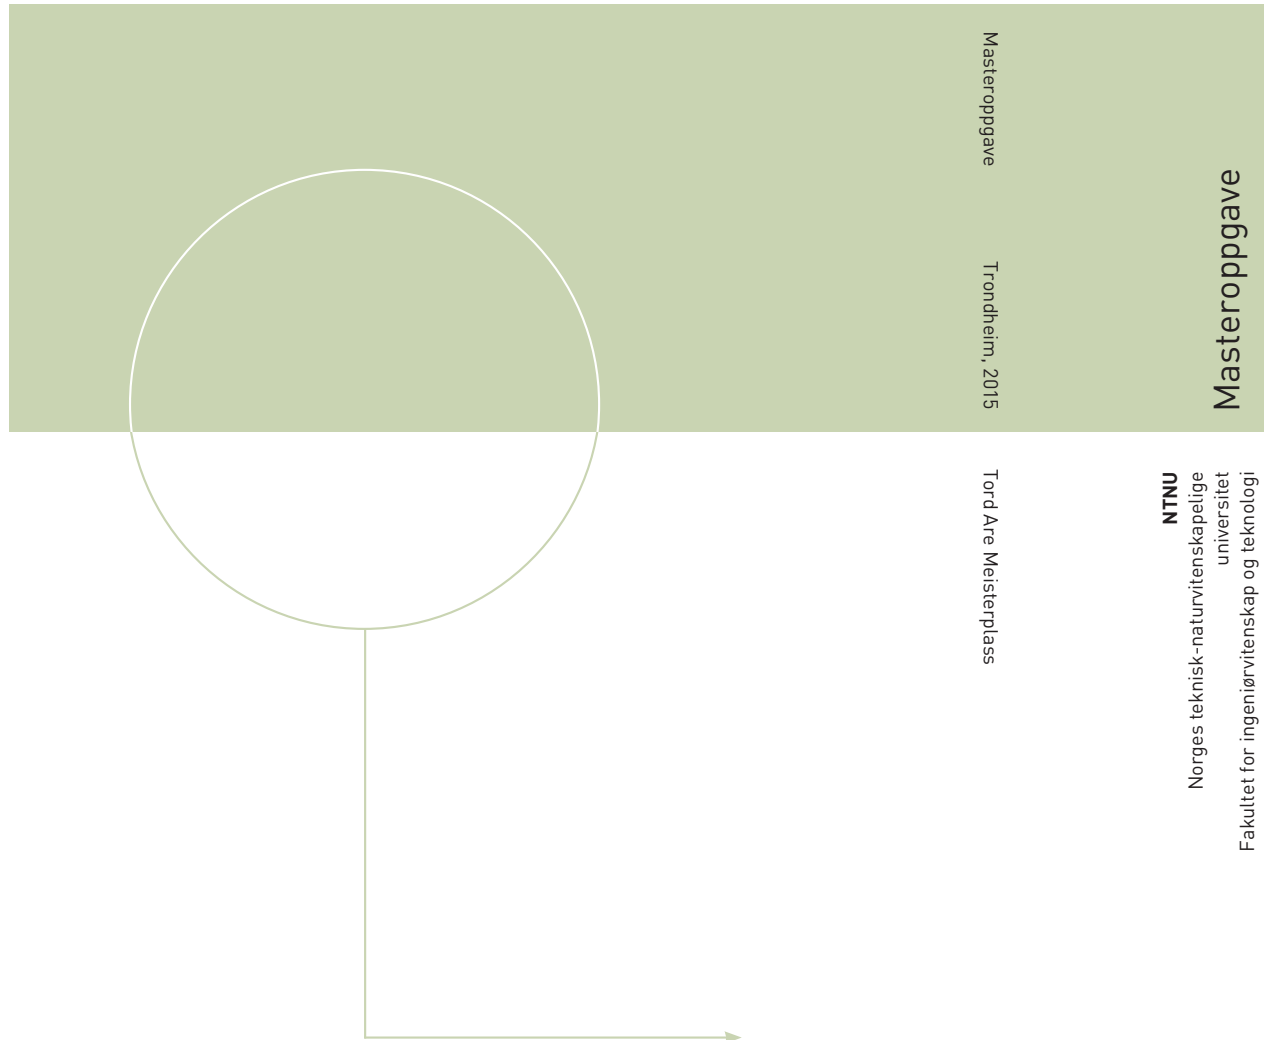 Masteroppgave
Trondheim, 2015
Tord Are Meisterplass
Masteroppgave
NTNU
Norges teknisk-naturvitenskapelige
universitet
Fakultet for ingeniørvitenskap og teknologi